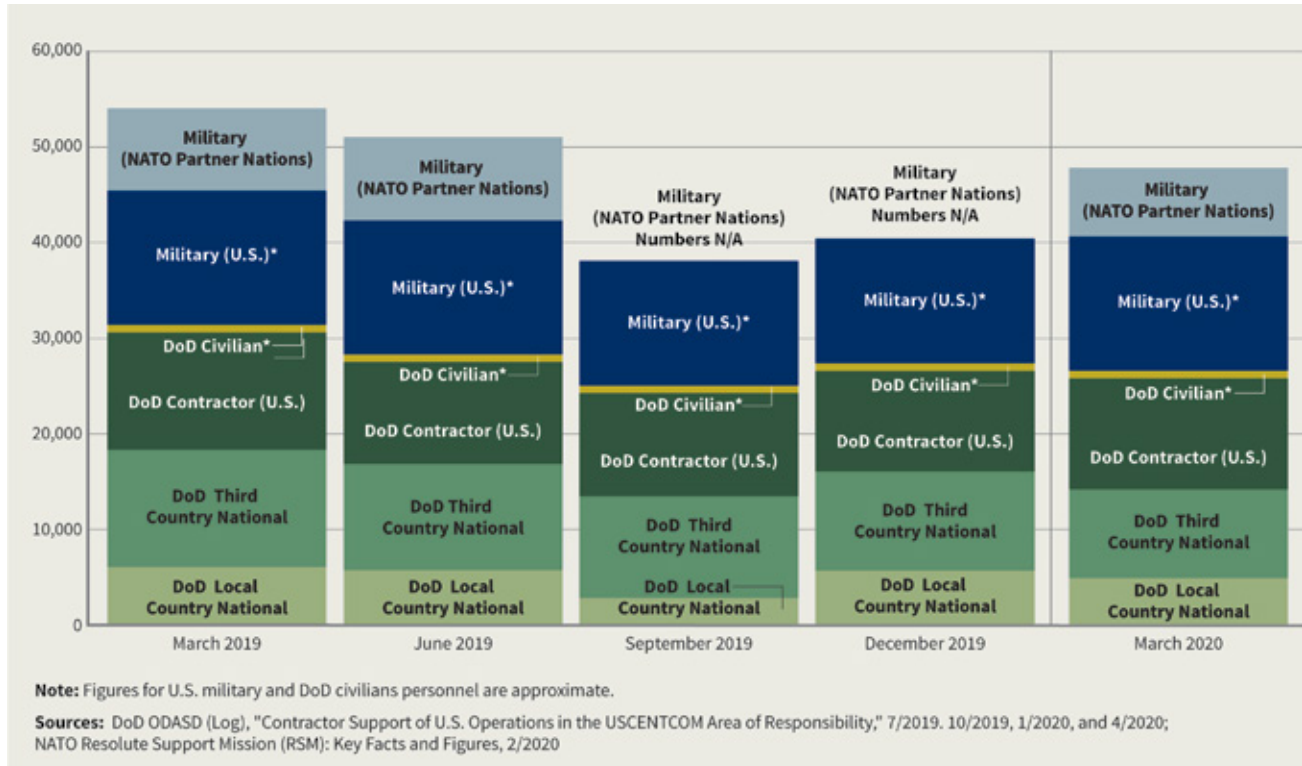 60,000
50,000
40,000
30,000
20,000
10,000
0
Military
(NATO Partner Nations)
Military (U.S.)*
DoD Civilian*
DoD Contractor (U.S.)
DoD Third
Country National
DoD Local
Country National
March 2019
Military
(NATO Partner Nations)
Military (U.S.)*
DoD Civilian*
DoD Contractor (U.S.)
DoD Third
Country National
DoD Local
Country National
June 2019
Military
(NATO Partner Nations)
Numbers N/A
Military (U.S.)*
DoD Civilian*
DoD Contractor (U.S.)
DoD Third
Country National
DoD Local
Country National
September 2019
Military
(NATO Partner Nations)
Numbers N/A
Military (U.S.)*
DoD Civilian*
DoD Contractor (U.S.)
DoD Third
Country National
DoD Local
Country National
December 2019
Military
(NATO Partner Nations)
Military (U.S.)*
DoD Civilian*
DoD Contractor (U.S.)
DoD Third
Country National
DoD Local
Country National
March 2020
Note: Figures for U.S. military and DoD civilians personnel are approximate.
Sources: DoD ODASD (Log), "Contractor Support of U.S. Operations in the USCENTCOM Area of Responsibility," 7/2019. 10/2019, 1/2020, and 4/2020;
NATO Resolute Support Mission (RSM): Key Facts and Figures, 2/2020